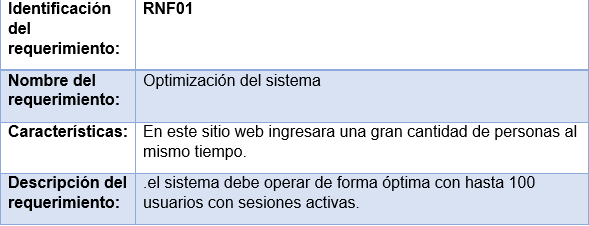 Identificación
del
requerimiento:
RNF01
Nombre del
requerimiento:
Optimización del sistema
Características:
En este sitio web ingresara una gran cantidad de personas al
mismo tiempo.
Descripción del
requerimiento:
.el sistema debe operar de forma óptima con hasta 100
usuarios con sesiones activas.